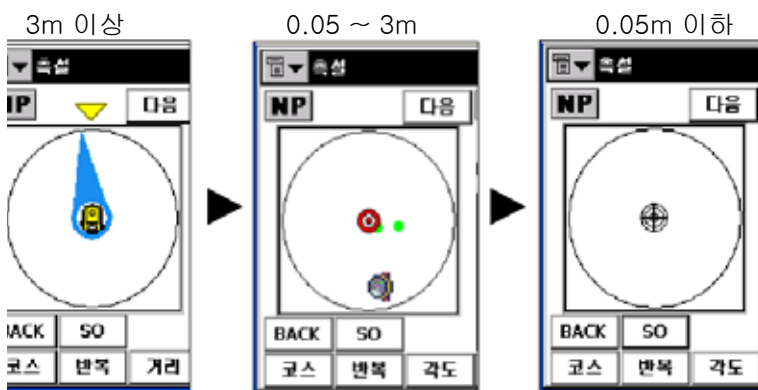 3m 이상
0.05 ~ 3m
0.05m 이하
측설
NP 다음
BACK SO
코스 반복 거리
측설
NP 다음
BACK SO
코스 반복 각도
측설
NP 다음
BACK SO
코스 반복 각도